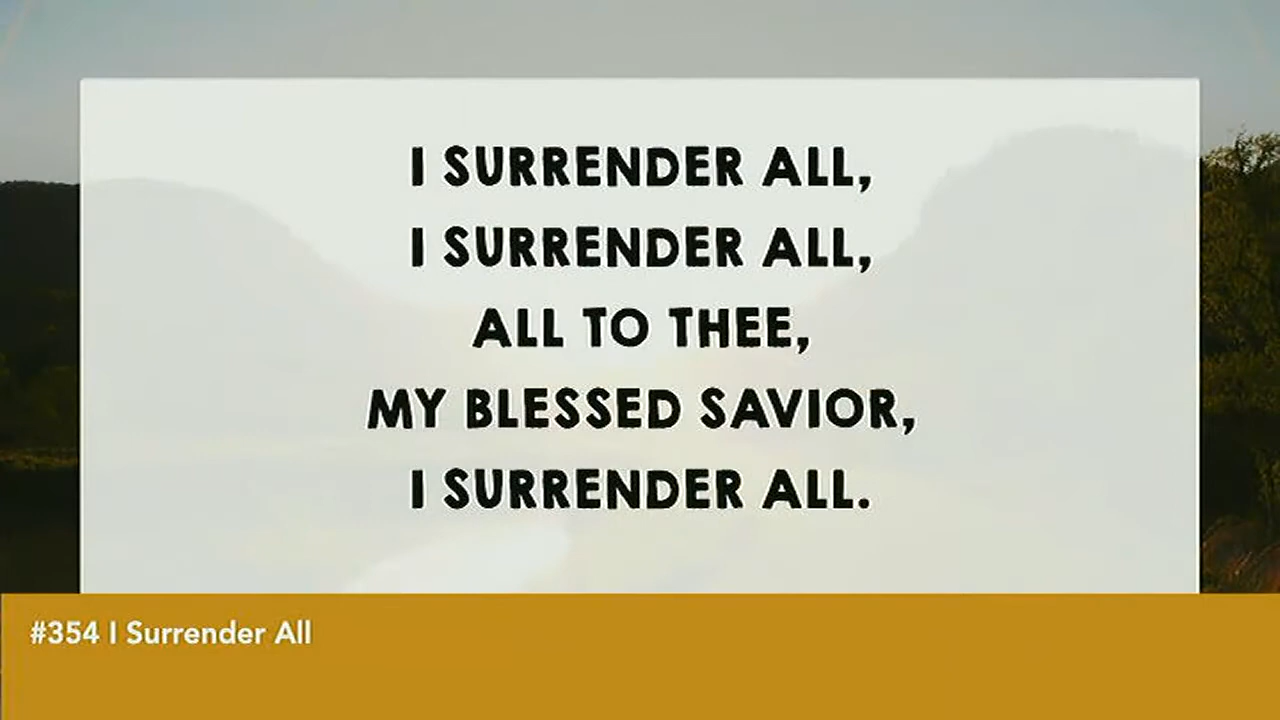 I SURRENDER ALL,
I SURRENDER ALL,
ALL TO THEE,
MY BLESSED SAVIOR,
I SURRENDER ALL.
#354 I Surrender All